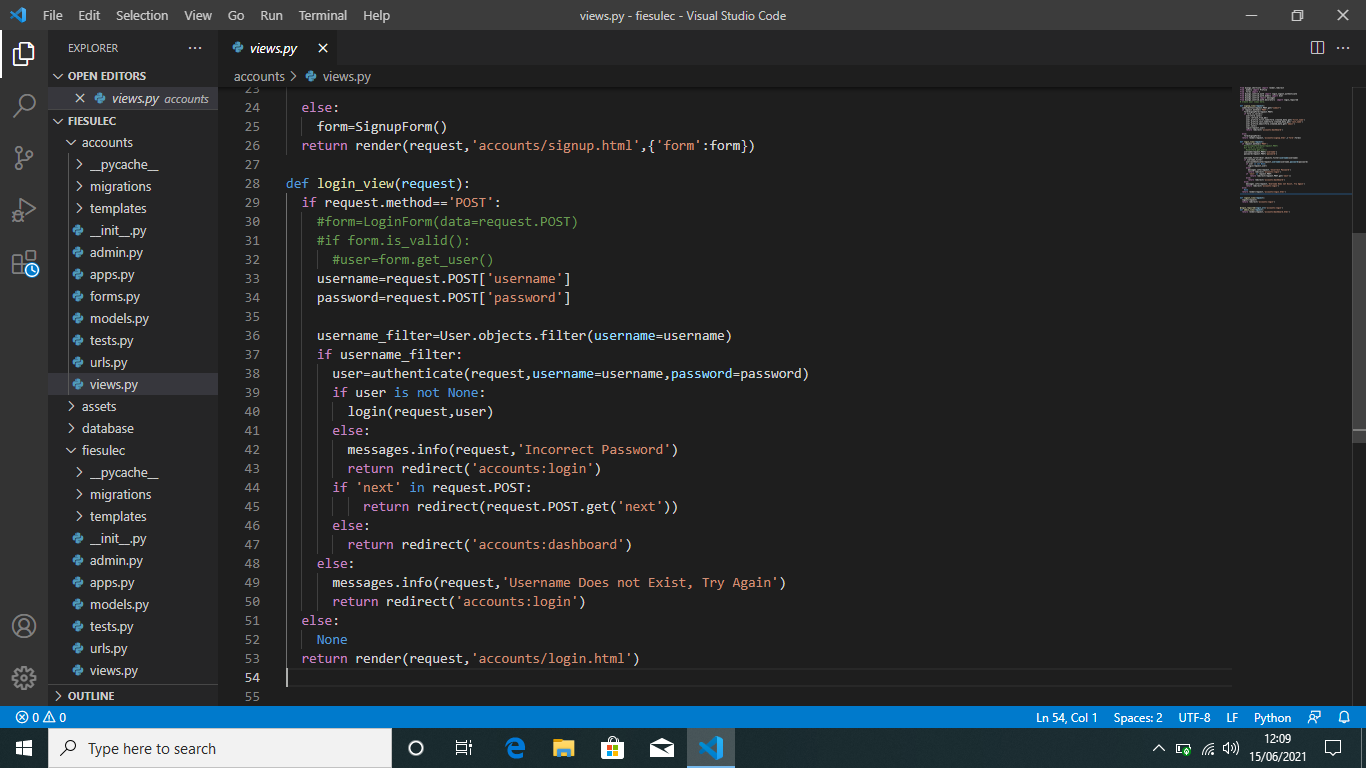 File Edit Selection View Go Run Terminal Help
views.py - fiesulec - Visual Studio Code
EXPLORER
OPEN EDITORS
views.py accounts
FIESULEC
accounts
__pycache__
migrations
templates
__init__.py
admin.py
apps.py
forms.py
models.py
tests.py
urls.py
views.py
assets
database
fiesulec
__pycache__
migrations
templates
__init__.py
admin.py
apps.py
models.py
tests.py
urls.py
views.py
OUTLINE
views.py
accounts > views.py
23
24 else:
25 form=SignupForm()
26 return render(request,'accounts/signup.html',{'form':form})
27
28 def login_view(request):
29 if request.method=='POST':
30 #form=LoginForm(data=request.POST)
31 #if form.is_valid():
32 #user=form.get_user()
33 username=request.POST['username']
34 password=request.POST['password']
35
36 username_filter=User.objects.filter(username=username)
37 if username_filter:
38 user=authenticate(request,username=username,password=password)
39 if user is not None:
40 login(request,user)
41 else:
42 messages.info(request,'Incorrect Password')
43 return redirect('accounts:login')
44 if 'next' in request.POST:
45 return redirect(request.POST.get('next'))
46 else:
47 return redirect('accounts:dashboard')
48 else:
49 messages.info(request,'Username Does not Exist, Try Again')
50 return redirect('accounts:login')
51 else:
52 None
53 return render(request,'accounts/login.html')
54
55
0 0
Ln 54, Col 1 Spaces: 2 UTF-8 LF Python
Type here to search
12:09
15/06/2021